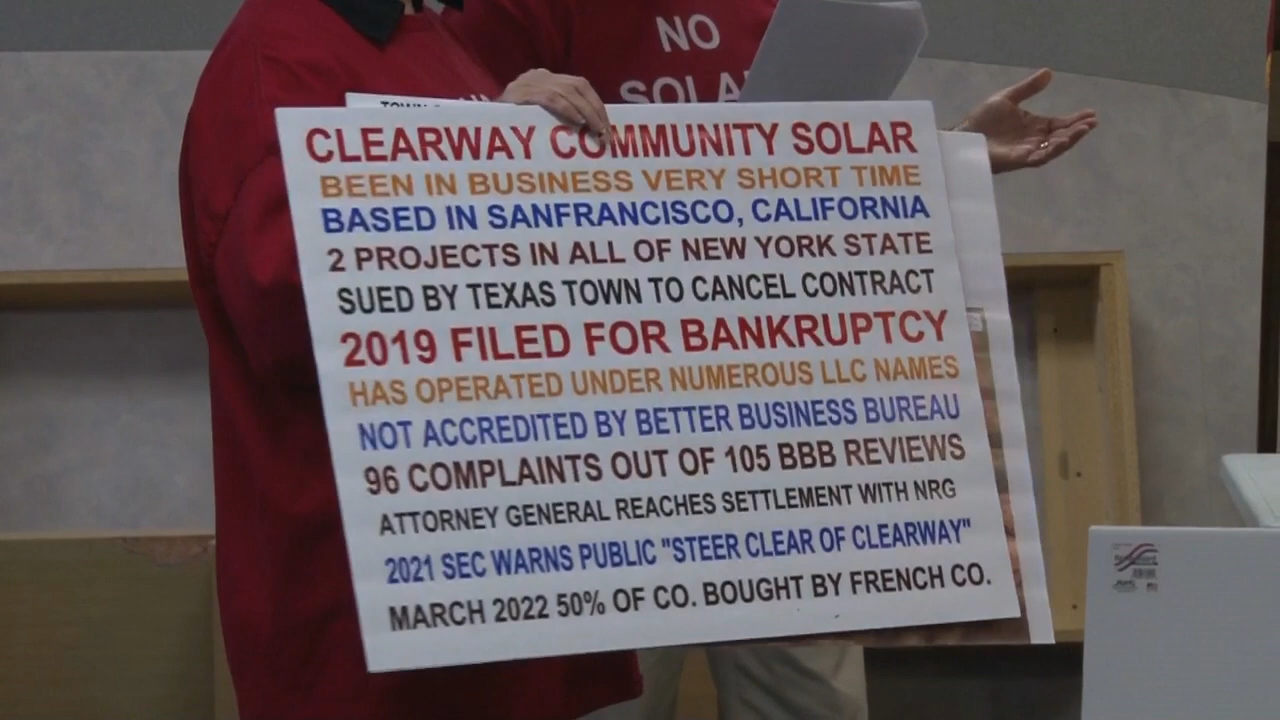 NO
SOLA
TOWN
CLEARWAY COMMUNITY SOLAR
BEEN IN BUSINESS VERY SHORT TIME
BASED IN SANFRANCISCO, CALIFORNIA
2 PROJECTS IN ALL OF NEW YORK STATE
SUED BY TEXAS TOWN TO CANCEL CONTRACT
2019 FILED FOR BANKRUPTCY
HAS OPERATED UNDER NUMEROUS LLC NAMES
NOT ACCREDITED BY BETTER BUSINESS BUREAU
96 COMPLAINTS OUT OF 105 BBB REVIEWS
ATTORNEY GENERAL REACHES SETTLEMENT WITH NRG
2021 SEC WARNS PUBLIC "STEER CLEAR OF CLEARWAY"
MARCH 2022 50% OF CO. BOUGHT BY FRENCH CO.